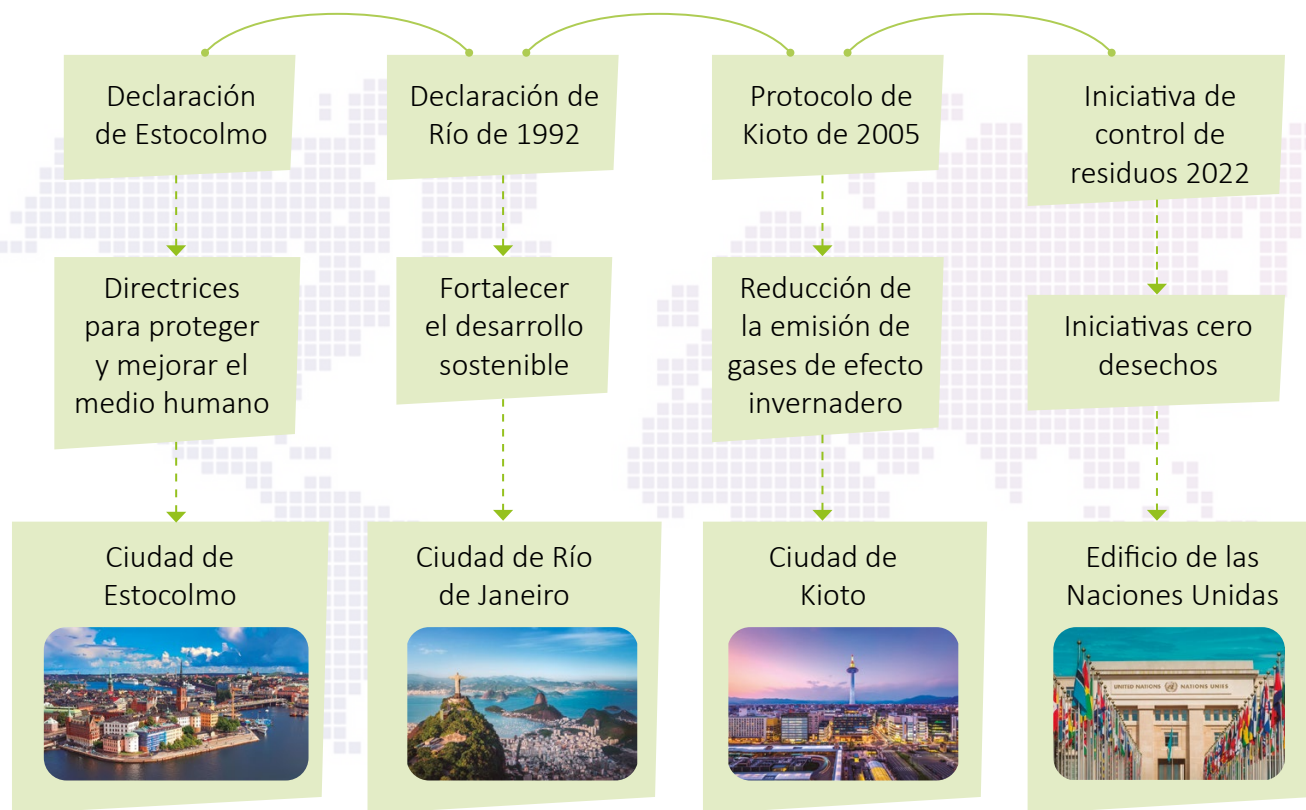 Declaración
de Estocolmo
Declaración de
Río de 1992
Protocolo de
Kioto de 2005
Iniciativa de
control de
residuos 2022
Directrices
para proteger
y mejorar el
medio humano
Fortalecer
el desarrollo
sostenible
Reducción de
la emisión de
gases de efecto
invernadero
Iniciativas cero
desechos
Ciudad de
Estocolmo
Ciudad de Río
de Janeiro
Ciudad de
Kioto
Edificio de las
Naciones Unidas
UNITED NATIONS NATIONS UNIES